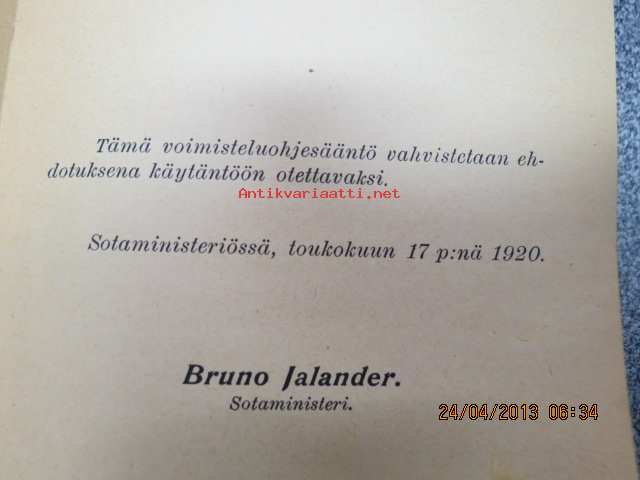 Tämä voimisteluohjesääntö vahvistetaan eh-
dotuksena käytäntöön otettavaksi.
Antikvariaatti.net
Sotaministeriössä, toukokuun 17 p:nä 1920.
Bruno Jalander.
Sotaministeri.
24/04/2013 06:34